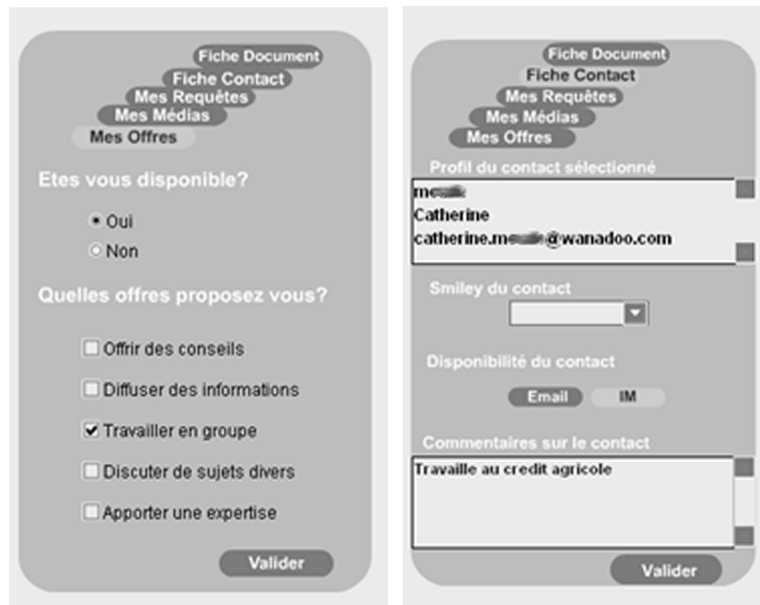 Fiche Document
Fiche Contact
Mes Requêtes
Mes Médias
Mes Offres
Etes vous disponible?
Oui
Non
Quelles offres proposez vous?
Offrir des conseils
Diffuser des informations
Travailler en groupe
Discuter de sujets divers
Apporter une expertise
Valider
Fiche Document
Fiche Contact
Mes Requêtes
Mes Médias
Mes Offres
Profil du contact sélectionné
Catherine
@wanadoo.com
Smiley du contact
Disponibilité du contact
Email IM
Commentaires sur le contact
Travaille au credit agricole
Valider